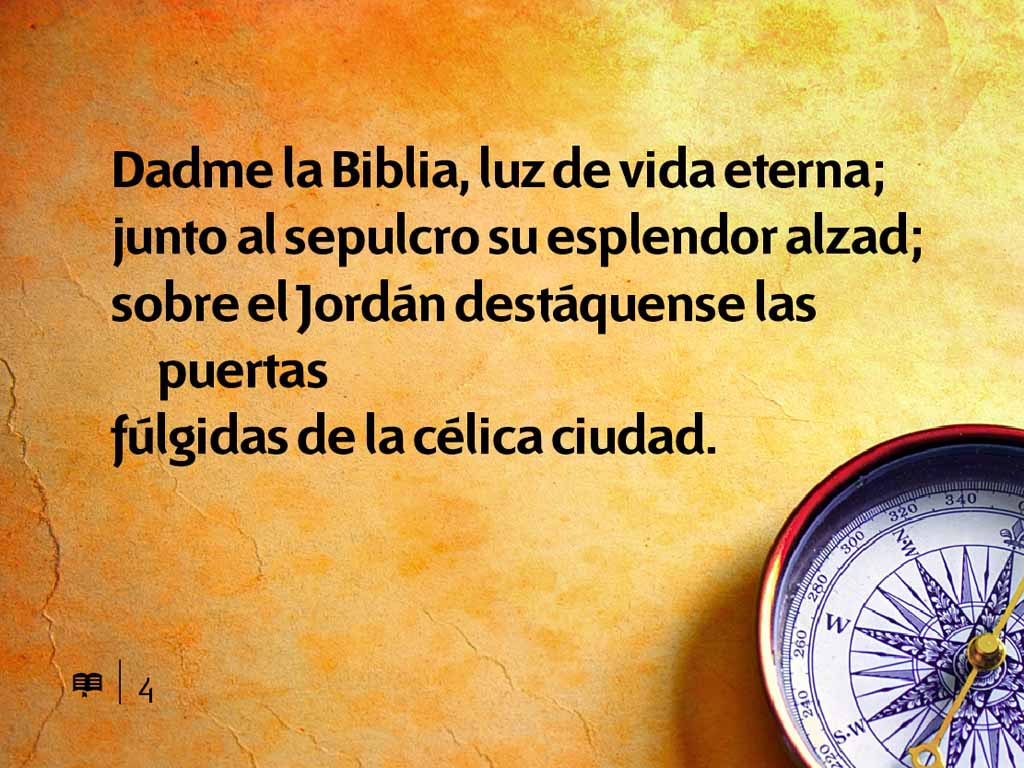 Dadme la Biblia, luz de vida eterna;
junto al sepulcro su esplendor alzad;
sobre el Jordán destáquense las
puertas
fúlgidas de la célica ciudad.
4
340
320
N-W
300
280
W
260
240
S-W
220